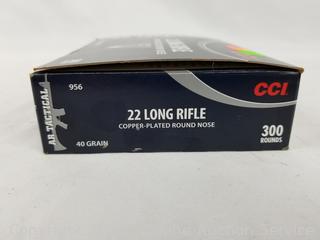 956
CCI.
AR TACTICAL
22 LONG RIFLE
COPPER-PLATED ROUND NOSE
40 GRAIN
300
ROUNDS